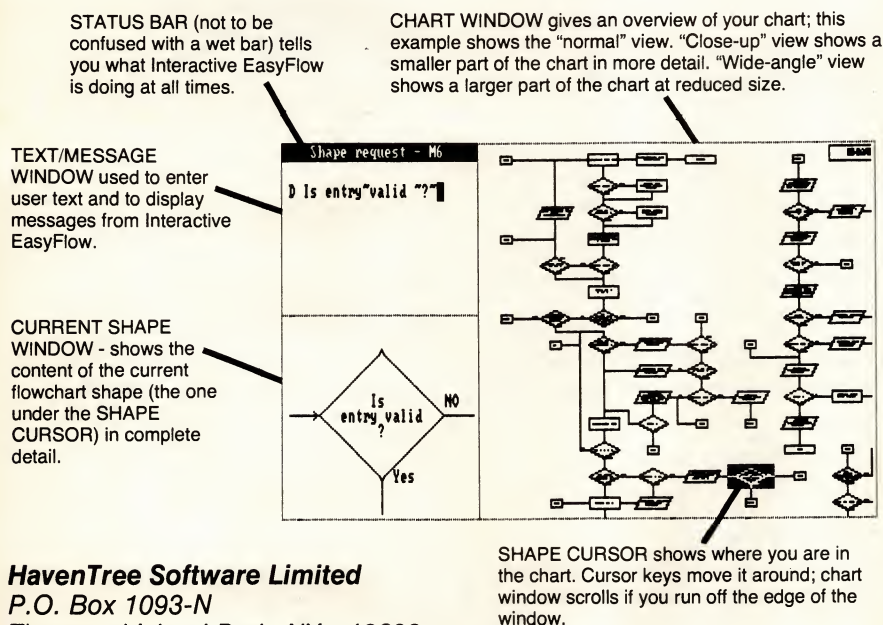 STATUS BAR (not to be
confused with a wet bar) tells
you what Interactive EasyFlow
is doing at all times.
CHART WINDOW gives an overview of your chart; this
example shows the “normal” view. “Close-up” view shows a
smaller part of the chart in more detail. “Wide-angle” view
shows a larger part of the chart at reduced size.
TEXT/MESSAGE
WINDOW used to enter
user text and to display
messages from Interactive
EasyFlow.
Shape request - M6
D Is entry~valid ~?~
CURRENT SHAPE
WINDOW - shows the
content of the current
flowchart shape (the one
under the SHAPE
CURSOR) in complete
detail.
Is
entry valid
?
NO
Yes
SHAPE CURSOR shows where you are in
the chart. Cursor keys move it around; chart
window scrolls if you run off the edge of the
window.
HavenTree Software Limited
P.O. Box 1093-N